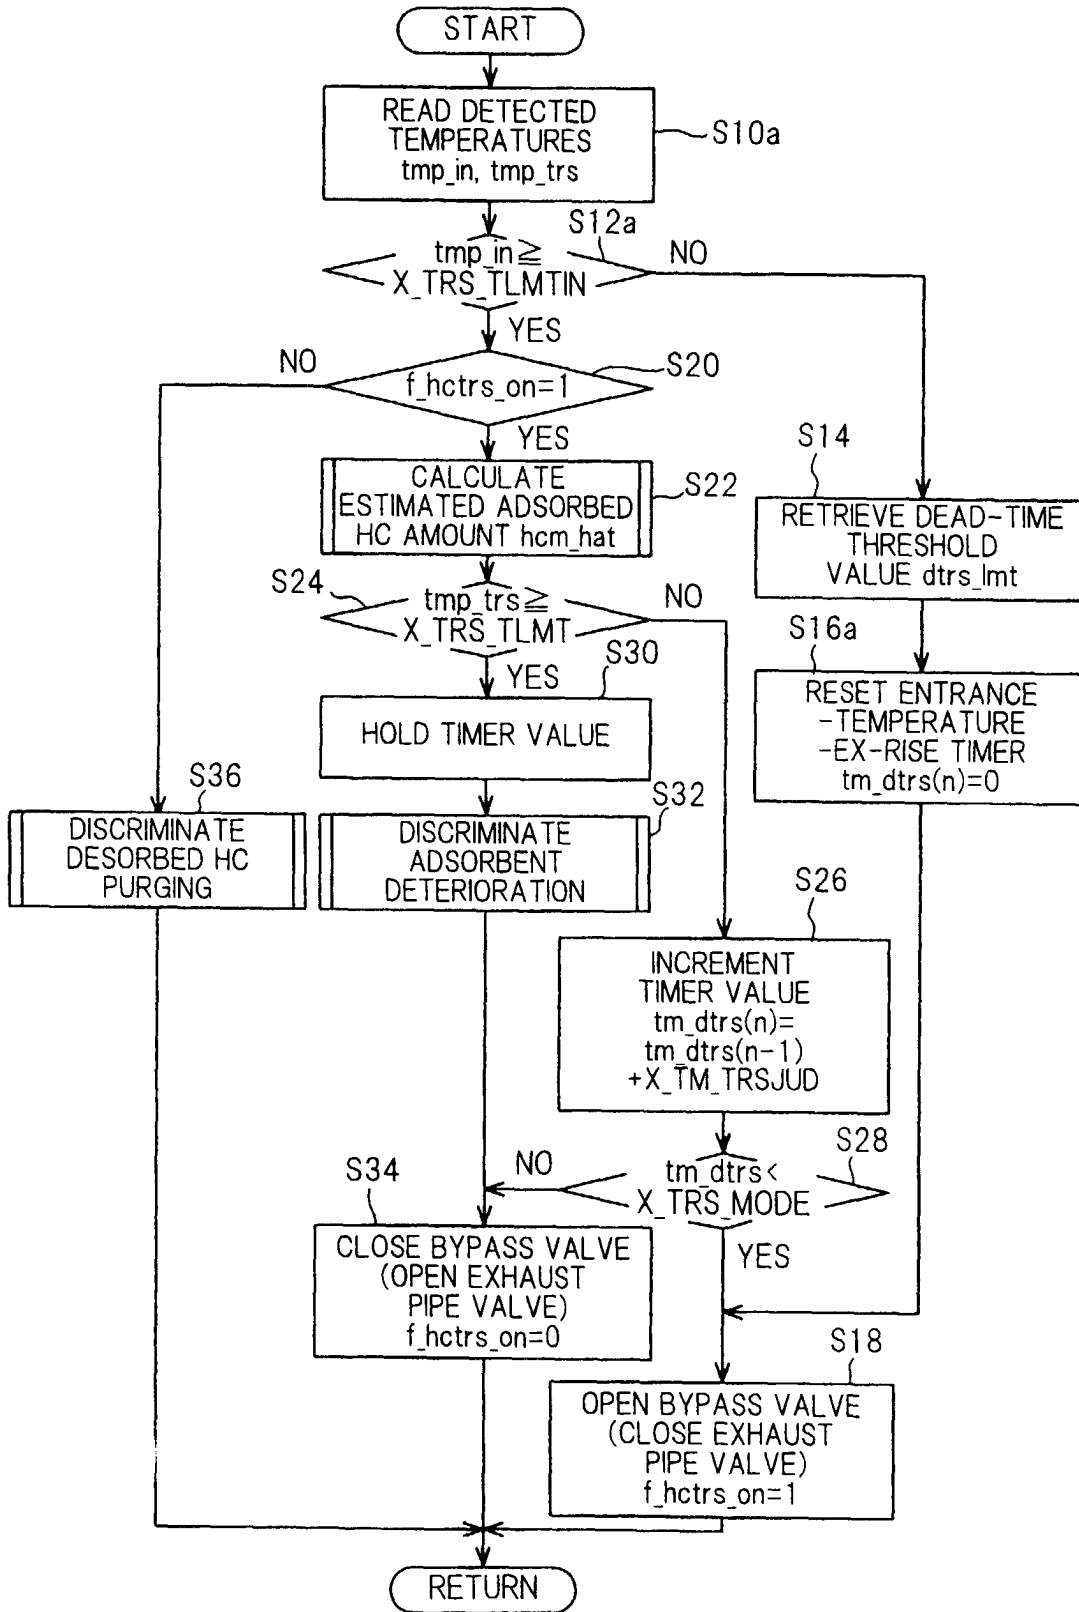 START
READ DETECTED
TEMPERATURES
tmp_in, tmp_trs
S10a
tmp_in≧
X_TRS_TLMTIN
S12a
NO
YES
NO
f_hctrs_on=1
S20
YES
CALCULATE
ESTIMATED ADSORBED
HC AMOUNT hcm_hat
S22
S14
RETRIEVE DEAD-TIME
THRESHOLD
VALUE dtrs_lmt
S24
tmp_trs≧
X_TRS_TLMT
NO
YES
S30
HOLD TIMER VALUE
S16a
RESET ENTRANCE
-TEMPERATURE
-EX-RISE TIMER
tm_dtrs(n)=0
S36
DISCRIMINATE
DESORBED HC
PURGING
S32
DISCRIMINATE
ADSORBENT
DETERIORATION
S26
INCREMENT
TIMER VALUE
tm_dtrs(n)=
tm_dtrs(n-1)
+X_TM_TRSJUD
S28
tm_dtrs<
X_TRS_MODE
NO
YES
S34
CLOSE BYPASS VALVE
(OPEN EXHAUST
PIPE VALVE)
f_hctrs_on=0
S18
OPEN BYPASS VALVE
(CLOSE EXHAUST
PIPE VALVE)
f_hctrs_on=1
RETURN